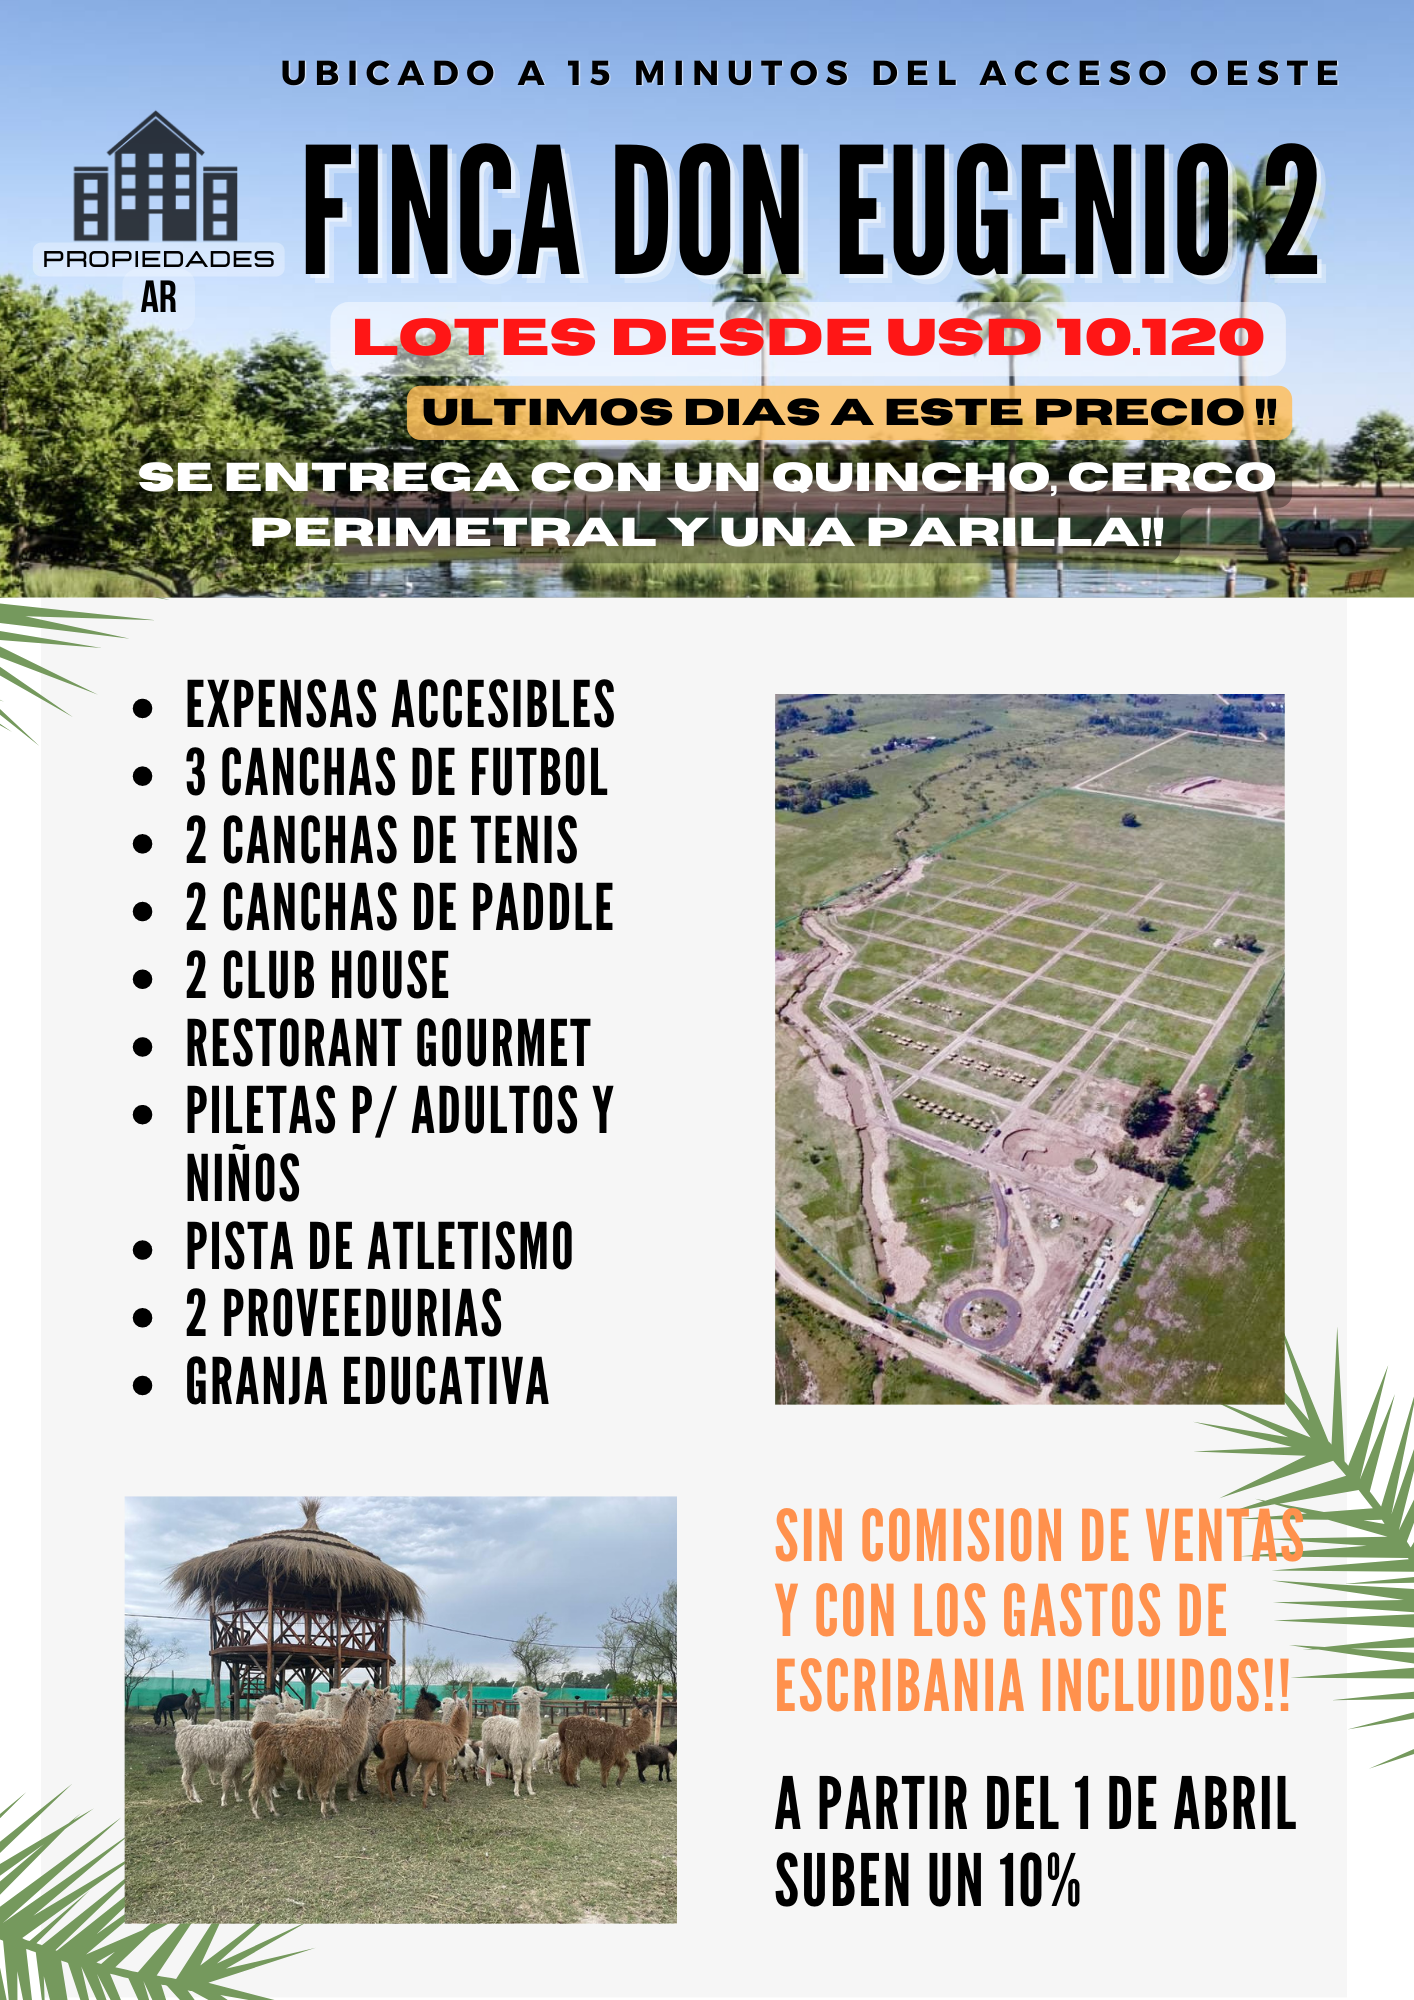 UBICADO A 15 MINUTOS DEL ACCESO OESTE
PROPIEDADES
AR
FINCA DON EUGENIO 2
LOTES DESDE USD 10.120
ULTIMOS DIAS A ESTE PRECIO !!
SE ENTREGA CON UN QUINCHO, CERCO
PERIMETRAL Y UNA PARILLA!!
• EXPENSAS ACCESIBLES
• 3 CANCHAS DE FUTBOL
• 2 CANCHAS DE TENIS
• 2 CANCHAS DE PADDLE
• 2 CLUB HOUSE
• RESTORANT GOURMET
• PILETAS P/ ADULTOS Y
NIÑOS
• PISTA DE ATLETISMO
• 2 PROVEEDURIAS
• GRANJA EDUCATIVA
SIN COMISION DE VENTAS
Y CON LOS GASTOS DE
ESCRIBANIA INCLUIDOS!!
A PARTIR DEL 1 DE ABRIL
SUBEN UN 10%